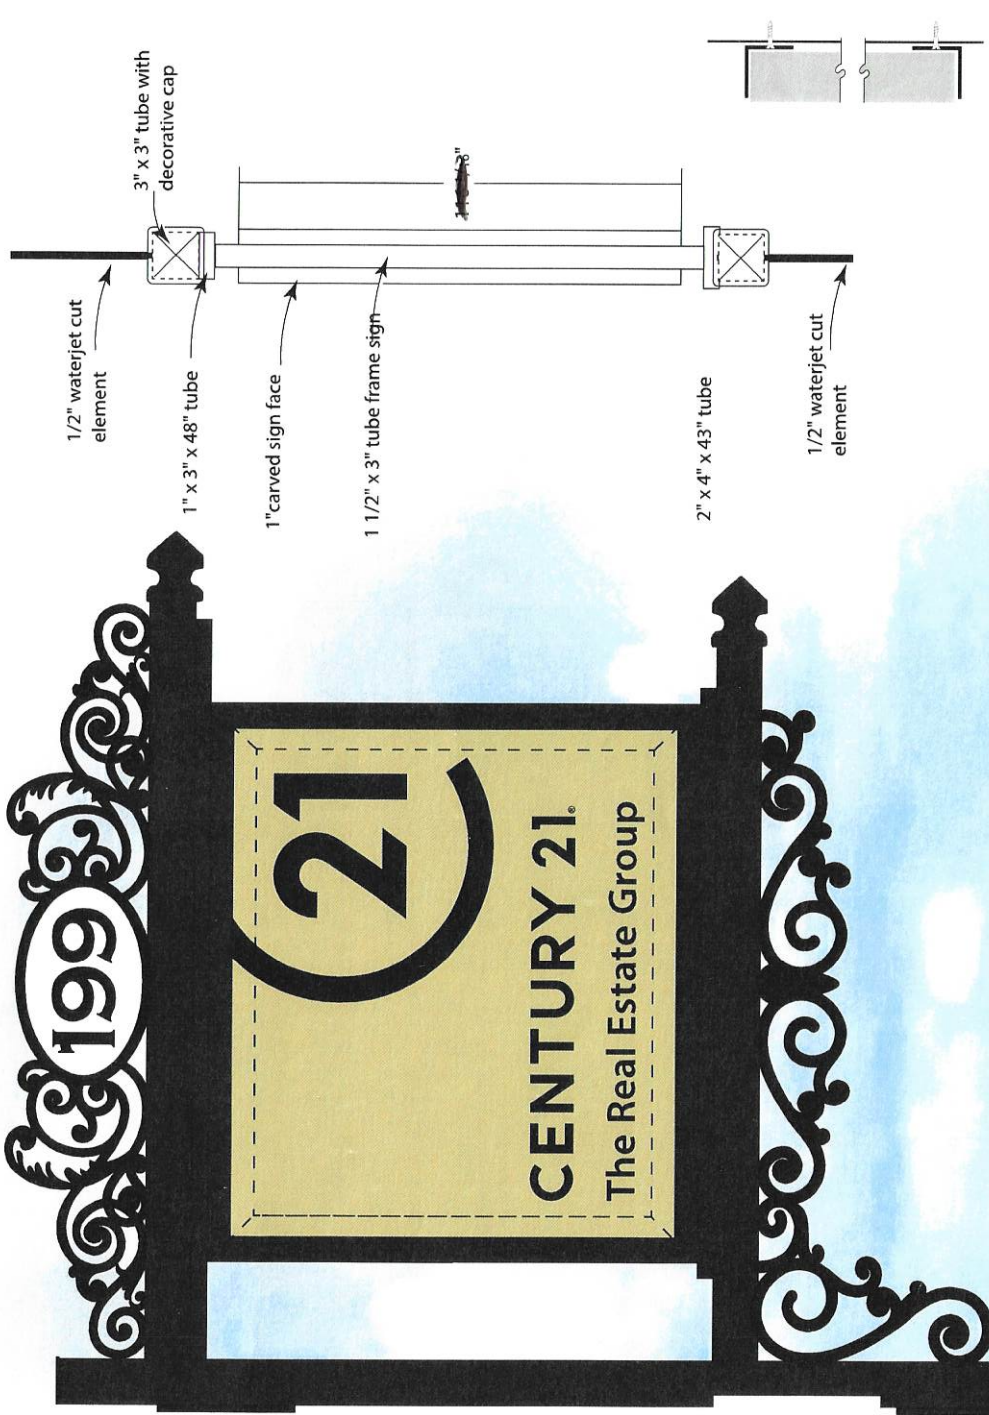 199
21
CENTURY 21®
The Real Estate Group
1/2" waterjet cut
element
3" x 3" tube with
decorative cap
1" x 3" x 48" tube
1"carved sign face
1 1/2" x 3" tube frame sign
2" x 4" x 43" tube
1/2" waterjet cut
element